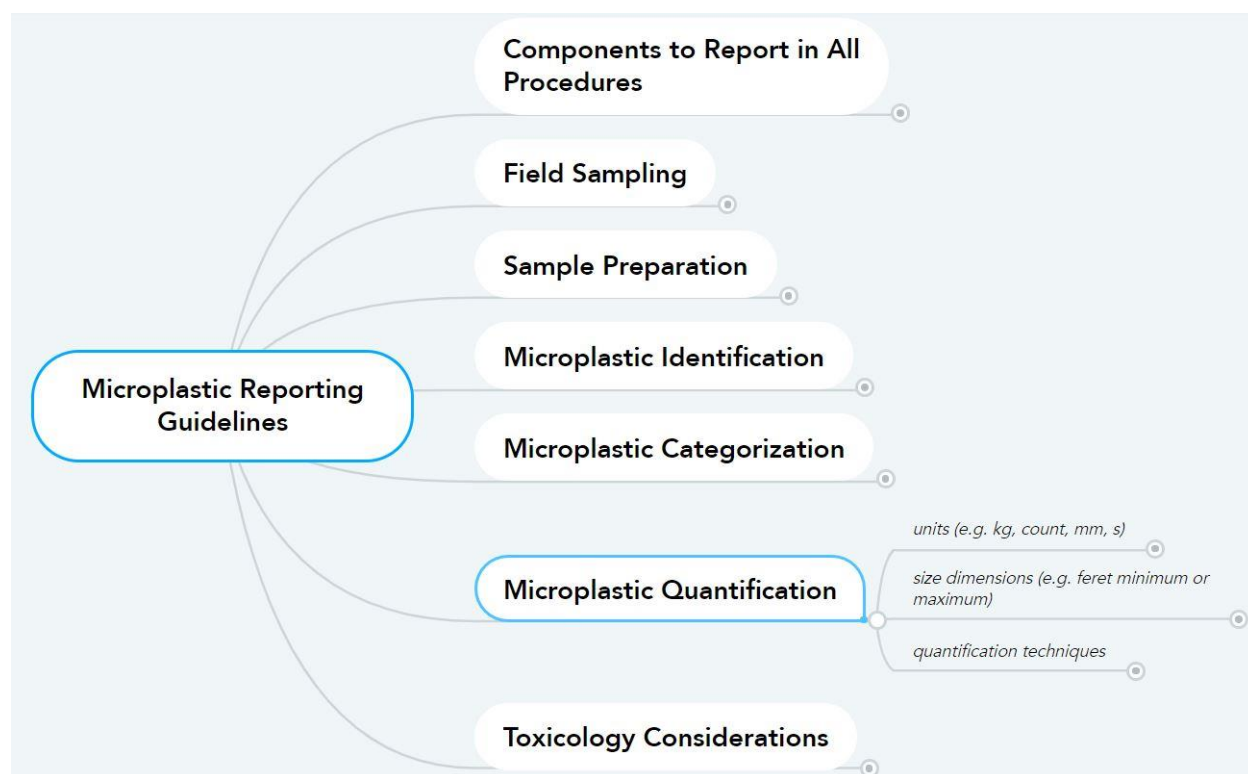 Components to Report in All
Procedures
Field Sampling
Sample Preparation
Microplastic Identification
Microplastic Reporting
Guidelines
Microplastic Categorization
units (e.g. kg, count, mm, s)
size dimensions (e.g. feret minimum or
maximum)
Microplastic Quantification
quantification techniques
Toxicology Considerations